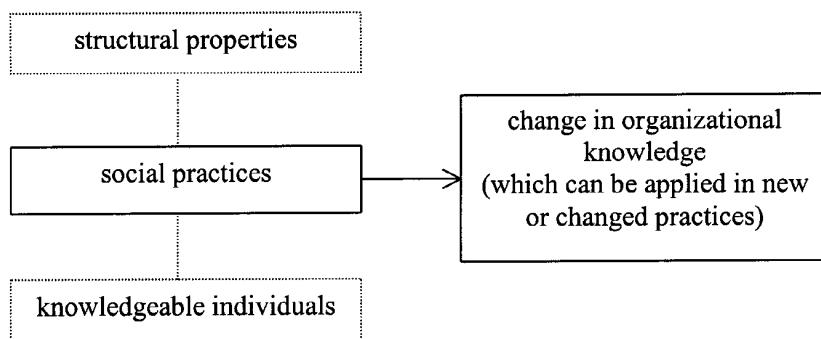 structural properties
social practices
knowledgeable individuals
change in organizational
knowledge
(which can be applied in new
or changed practices)